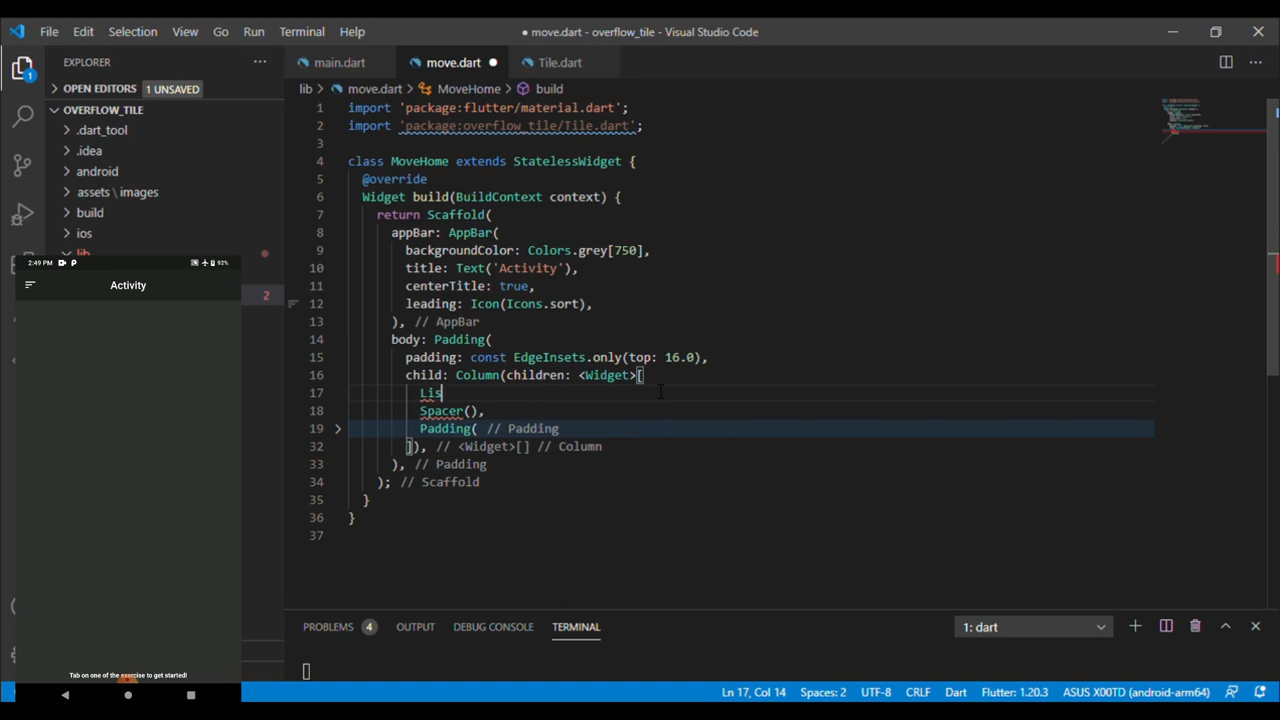 File Edit Selection View Go Run Terminal Help
● move.dart - overflow_tile - Visual Studio Code
EXPLORER
main.dart
move.dart
Tile.dart
OPEN EDITORS 1 UNSAVED
lib > move.dart > MoveHome > build
OVERFLOW_TILE
.dart_tool
.idea
android
assets \ images
build
ios
lib
2
1
1 import 'package:flutter/material.dart';
2 import 'package:overflow_tile/Tile.dart';
3
4 class MoveHome extends StatelessWidget {
5 @override
6 Widget build(BuildContext context) {
7 return Scaffold(
8 appBar: AppBar(
9 backgroundColor: Colors.grey[750],
10 title: Text('Activity'),
11 centerTitle: true,
12 leading: Icon(Icons.sort),
13 ), // AppBar
14 body: Padding(
15 padding: const EdgeInsets.only(top: 16.0),
16 child: Column(children: <Widget>[
17 Lis
18 Spacer(),
19 Padding( // Padding
32 ]), // <Widget>[] // Column
33 ), // Padding
34 ); // Scaffold
35 }
36 }
37
2:49 PM 92%
Activity
Tab on one of the exercise to get started!
PROBLEMS 4 OUTPUT DEBUG CONSOLE TERMINAL
1: dart
Ln 17, Col 14 Spaces: 2 UTF-8 CRLF Dart Flutter: 1.20.3 ASUS X00TD (android-arm64)